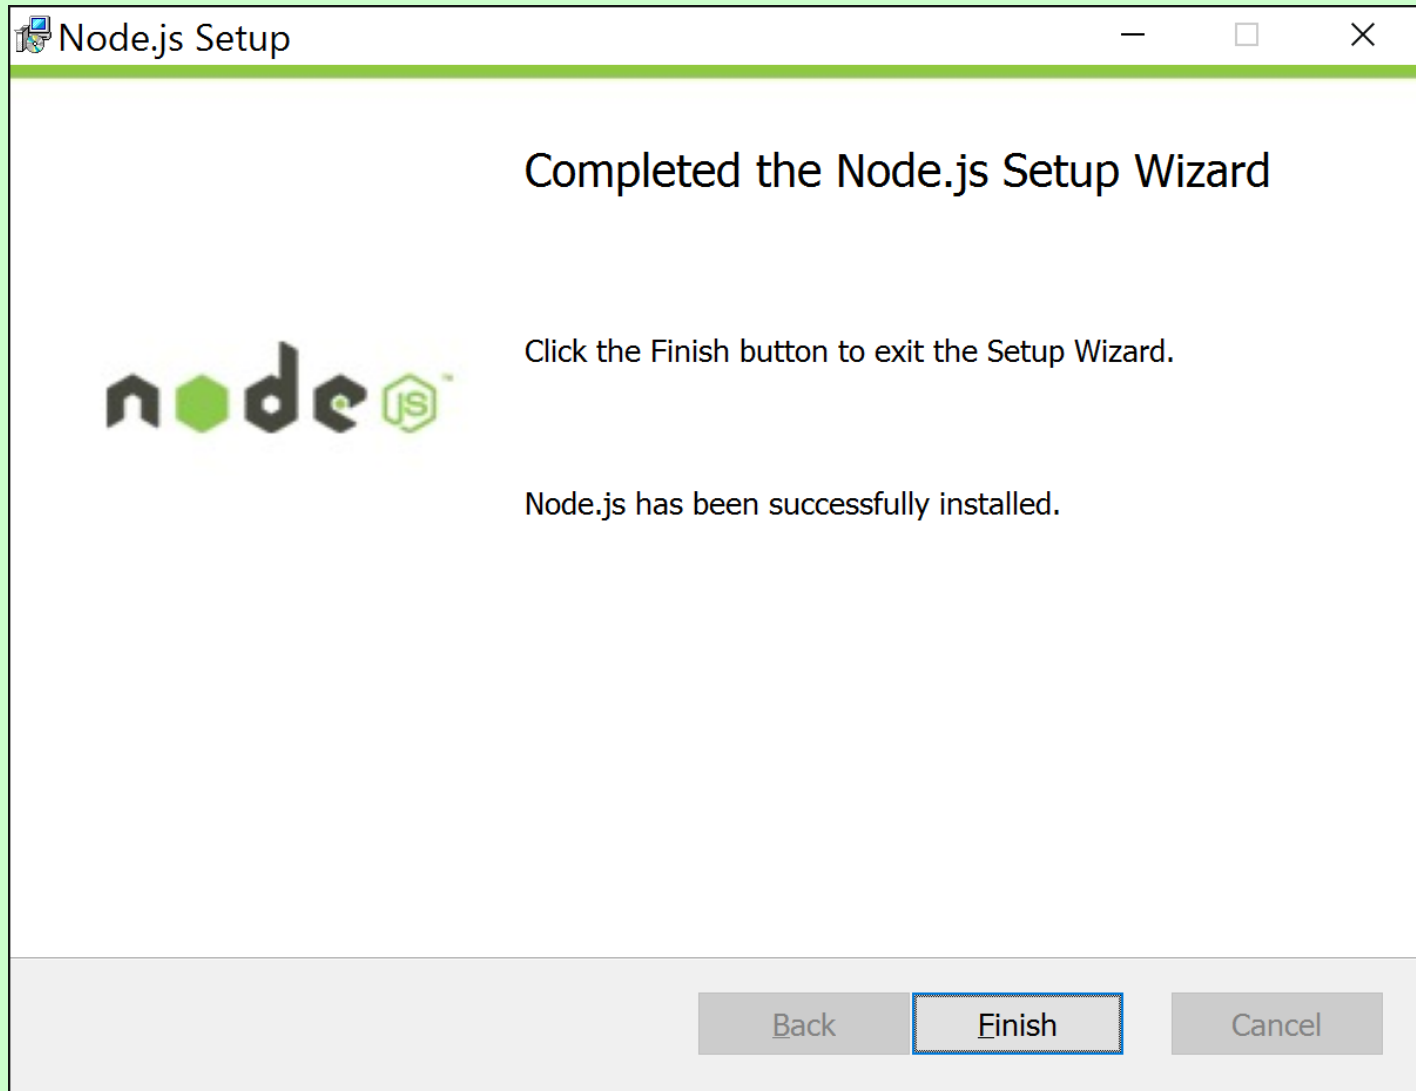 Node.js Setup
Completed the Node.js Setup Wizard
Click the Finish button to exit the Setup Wizard.
node JS ™
Node.js has been successfully installed.
Back Finish Cancel